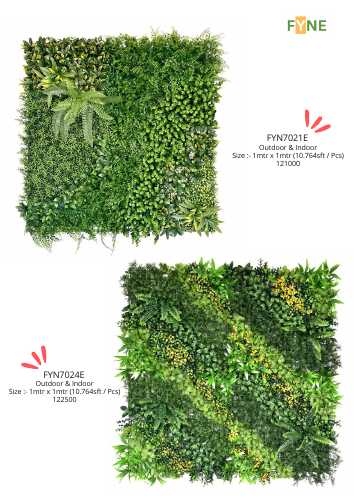 FYNE
FYN7021E
Outdoor & Indoor
Size :- 1mtr x 1mtr (10.764sft / Pcs)
121000
FYN7024E
Outdoor & Indoor
Size :- 1mtr x 1mtr (10.764sft / Pcs)
122500